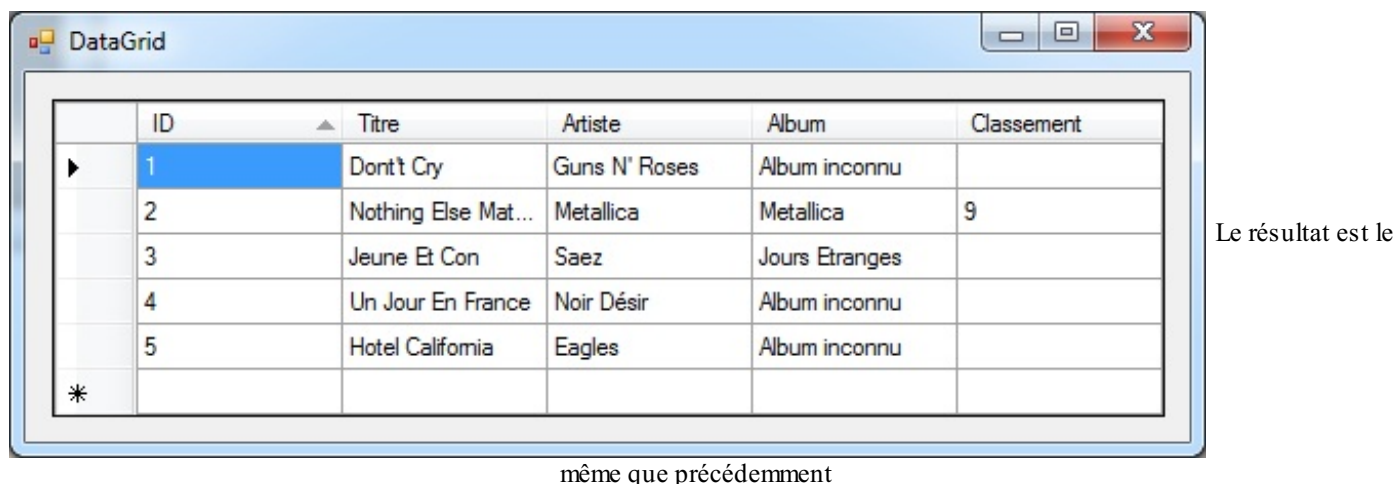 DataGrid
ID Titre Artiste Album Classement
1 Dont't Cry Guns N' Roses Album inconnu
2 Nothing Else Mat... Metallica Metallica 9
3 Jeune Et Con Saez Jours Etranges
4 Un Jour En France Noir Désir Album inconnu
5 Hotel California Eagles Album inconnu
Le résultat est le
même que précédemment